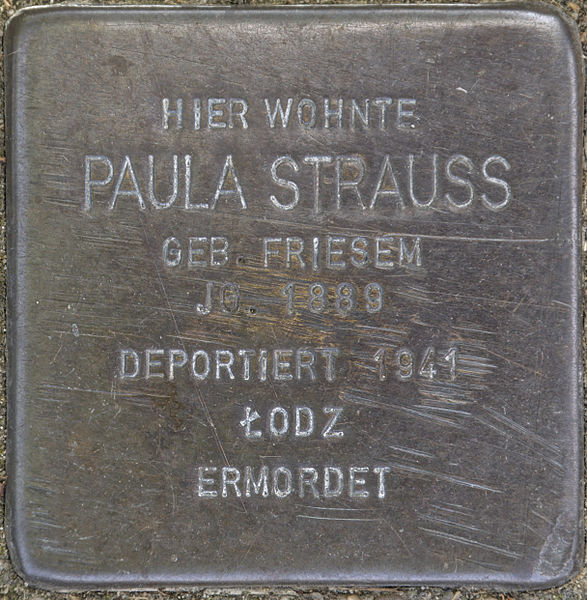 HIER WOHNTE
PAULA STRAUSS
GEB. FRIESEM
JG. 1889
DEPORTIERT 1941
ŁODZ
ERMORDET